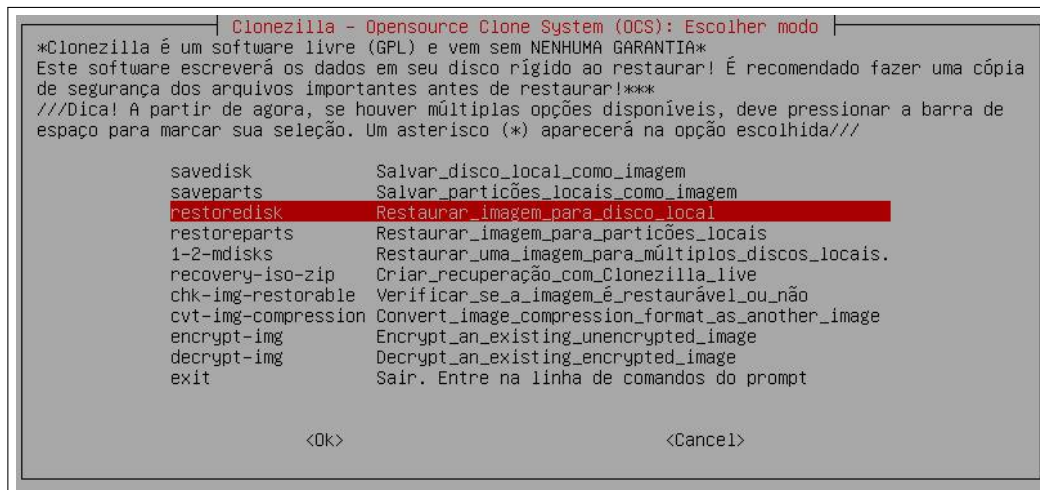 Clonezilla - Opensource Clone System (OCS): Escolher modo
*Clonezilla é um software livre (GPL) e vem sem NENHUMA GARANTIA*
Este software escreverá os dados em seu disco rígido ao restaurar! É recomendado fazer uma cópia
de segurança dos arquivos importantes antes de restaurar!***
///Dica! A partir de agora, se houver múltiplas opções disponíveis, deve pressionar a barra de
espaço para marcar sua seleção. Um asterisco (*) aparecerá na opção escolhida///
savedisk Salvar_disco_local_como_imagem
saveparts Salvar_partições_locais_como_imagem
restoredisk Restaurar_imagem_para_disco_local
restoreparts Restaurar_imagem_para_partições_locais
1-2-mdisks Restaurar_uma_imagem_para_múltiplos_discos_locais.
recovery-iso-zip Criar_recuperação_com_Clonezilla_live
chk-img-restorable Verificar_se_a_imagem_é_restaurável_ou_não
cvt-img-compression Convert_image_compression_format_as_another_image
encrypt-img Encrypt_an_existing_unencrypted_image
decrypt-img Decrypt_an_existing_encrypted_image
exit Sair. Entre na linha de comandos do prompt
<Ok> <Cancel>